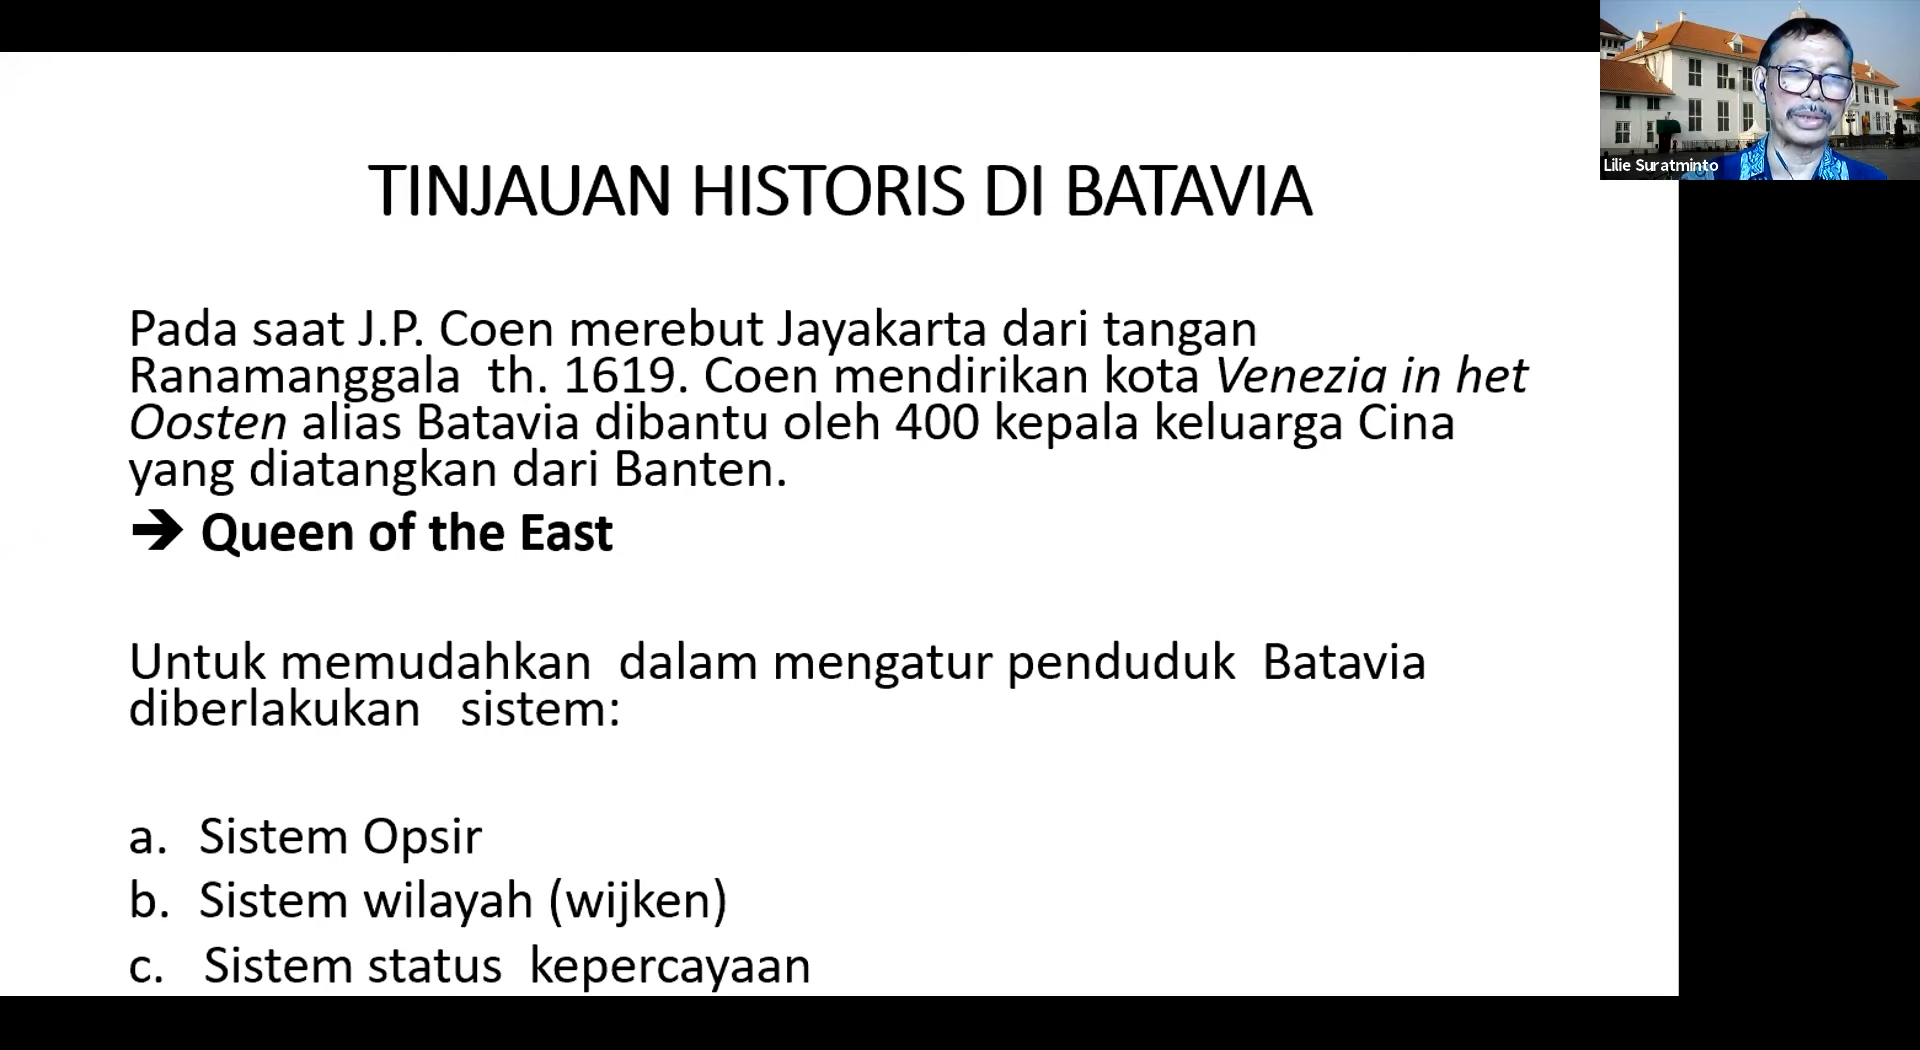 TINJAUAN HISTORIS DI BATAVIA
Pada saat J.P. Coen merebut Jayakarta dari tangan
Ranamanggala th. 1619. Coen mendirikan kota Venezia in het
Oosten alias Batavia dibantu oleh 400 kepala keluarga Cina
yang diatangkan dari Banten.
➔ Queen of the East
Untuk memudahkan dalam mengatur penduduk Batavia
diberlakukan sistem:
a. Sistem Opsir
b. Sistem wilayah (wijken)
c. Sistem status kepercayaan
Lilie Suratminto